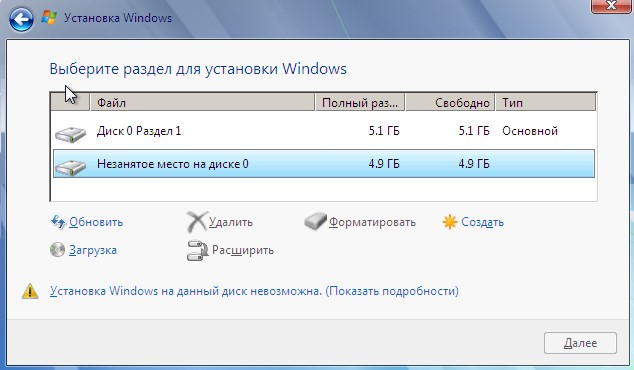 Установка Windows
Выберите раздел для установки Windows
Файл Полный раз... Свободно Тип
Диск 0 Раздел 1 5.1 ГБ 5.1 ГБ Основной
Незанятое место на диске 0 4.9 ГБ 4.9 ГБ
Обновить Удалить Форматировать Создать
Загрузка Расширить
Установка Windows на данный диск невозможна. (Показать подробности)
Далее